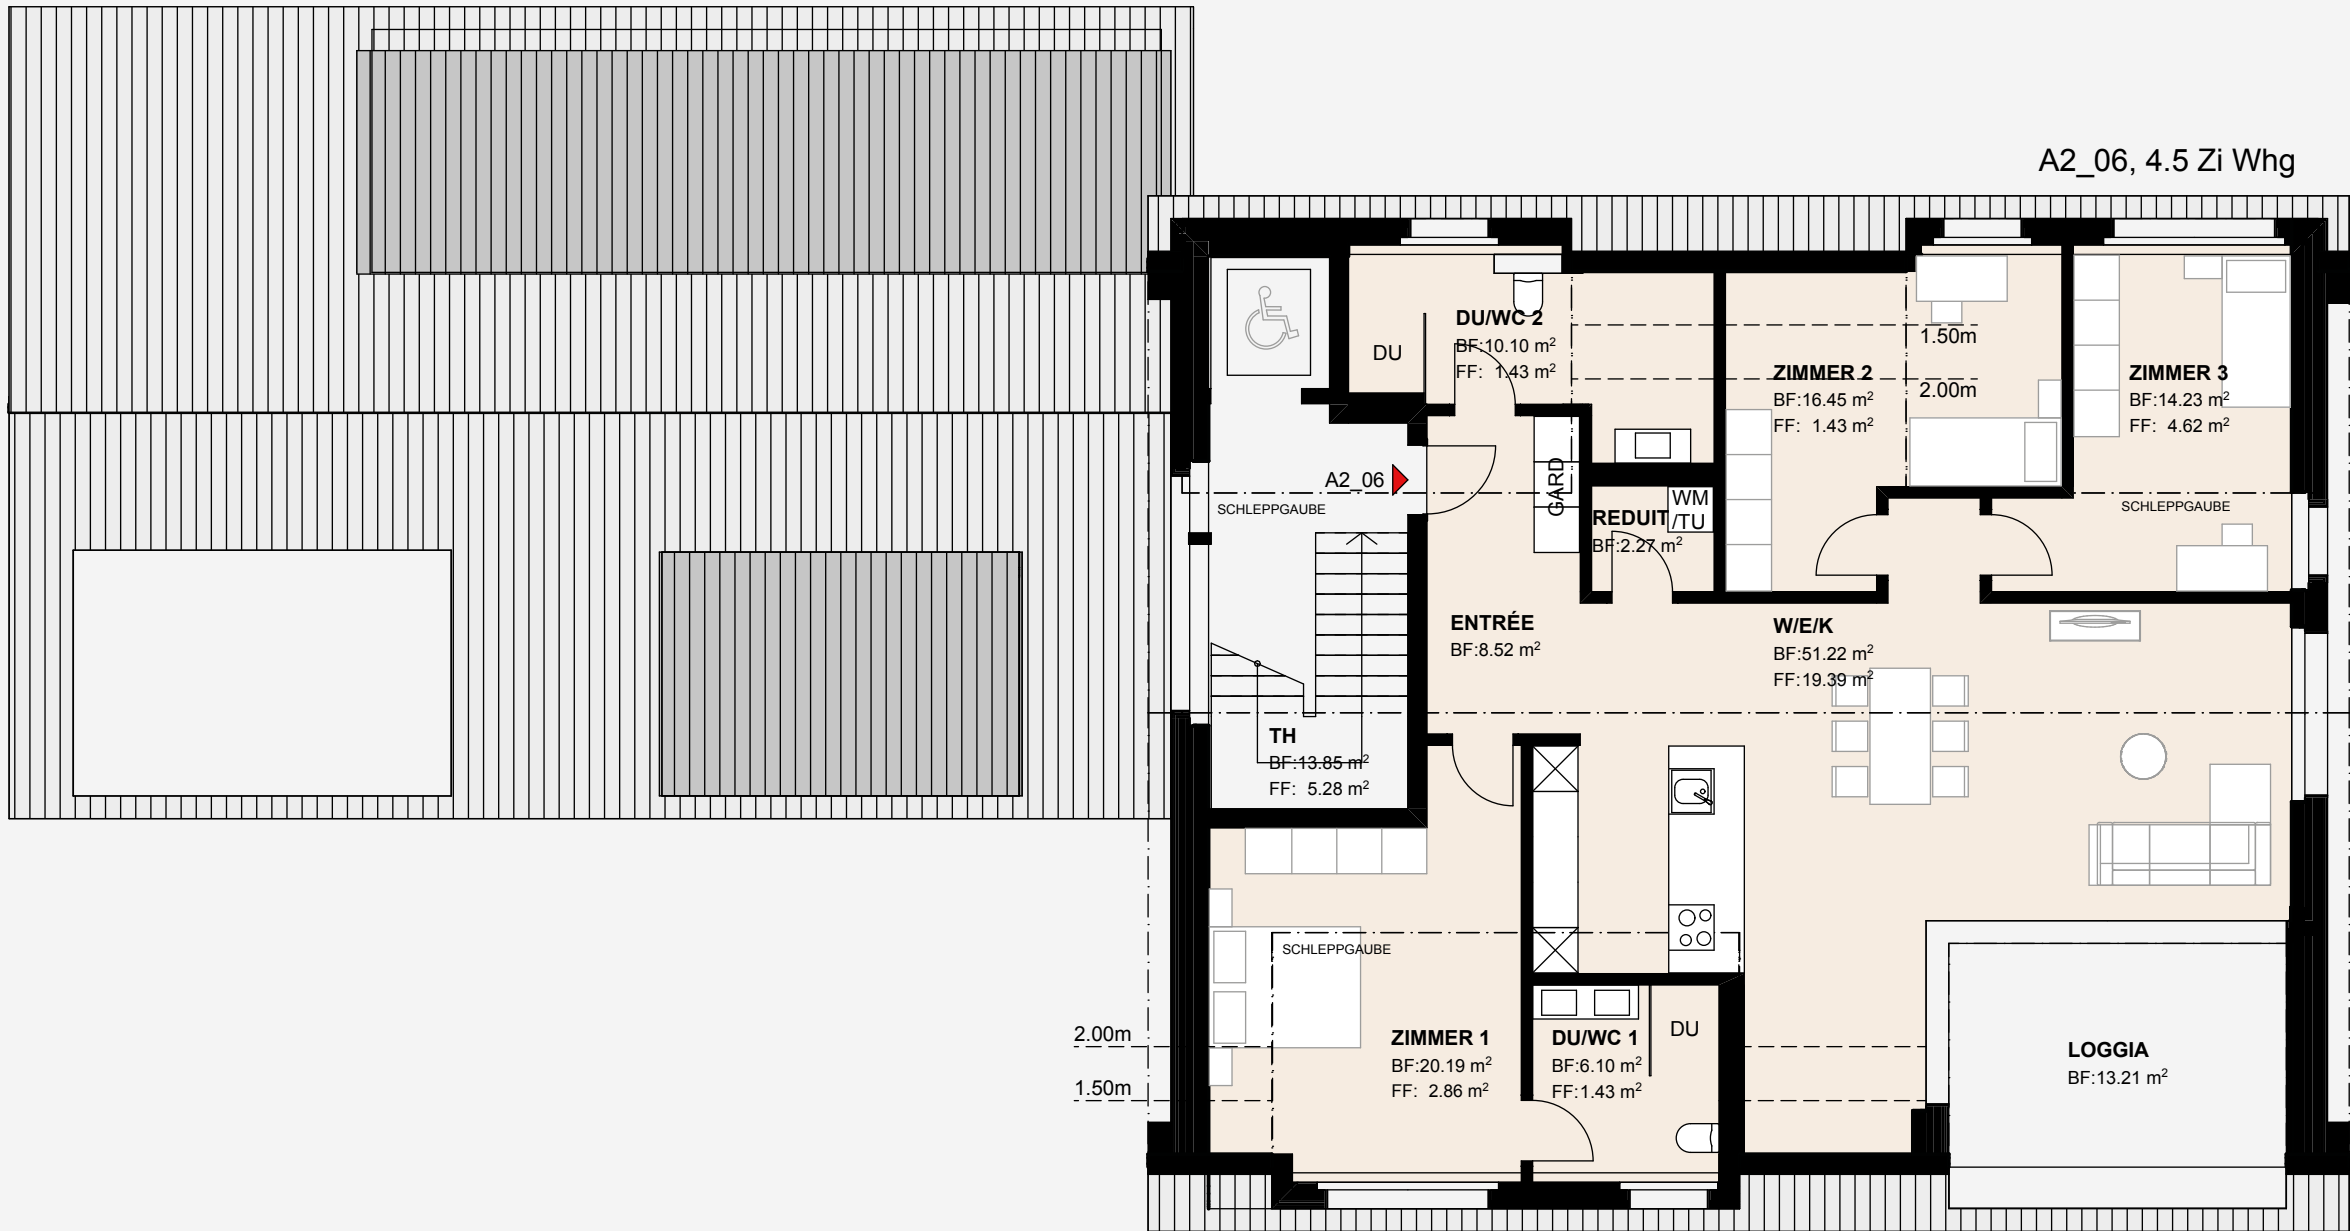 A2_06, 4.5 Zi Whg
DU/WC 2
BF:10.10 m²
FF: 1.43 m²
DU
1.50m
2.00m
ZIMMER 2
BF:16.45 m²
FF: 1.43 m²
ZIMMER 3
BF:14.23 m²
FF: 4.62 m²
A2_06
SCHLEPPGAUBE
GARD
WM
/TU
REDUIT
BF:2.27 m²
SCHLEPPGAUBE
ENTRÉE
BF:8.52 m²
W/E/K
BF:51.22 m²
FF:19.39 m²
TH
BF:13.85 m²
FF: 5.28 m²
SCHLEPPGAUBE
2.00m
1.50m
ZIMMER 1
BF:20.19 m²
FF: 2.86 m²
DU/WC 1
BF:6.10 m²
FF:1.43 m²
DU
LOGGIA
BF:13.21 m²